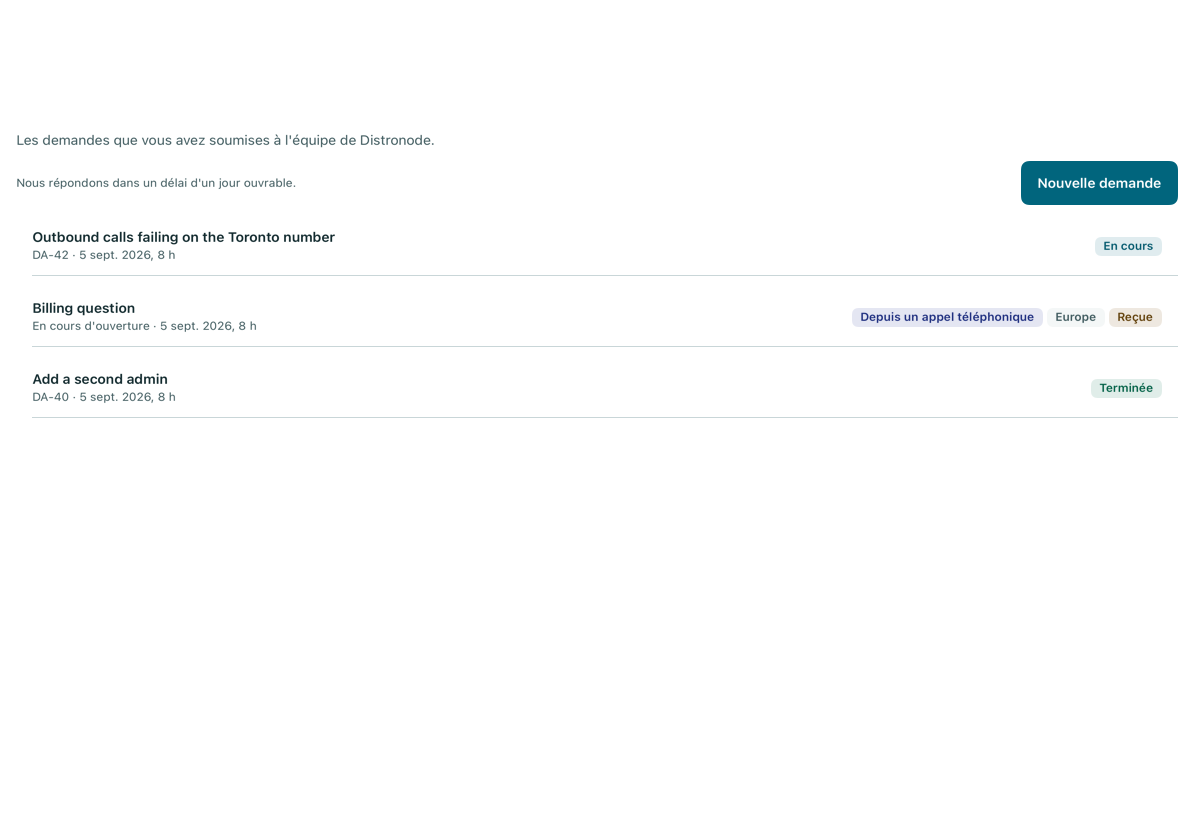 Les demandes que vous avez soumises à l'équipe de Distronode.
Nous répondons dans un délai d'un jour ouvrable.
Nouvelle demande
Outbound calls failing on the Toronto number
DA-42 · 5 sept. 2026, 8 h
En cours
Billing question
En cours d'ouverture · 5 sept. 2026, 8 h
Depuis un appel téléphonique
Europe
Reçue
Add a second admin
DA-40 · 5 sept. 2026, 8 h
Terminée